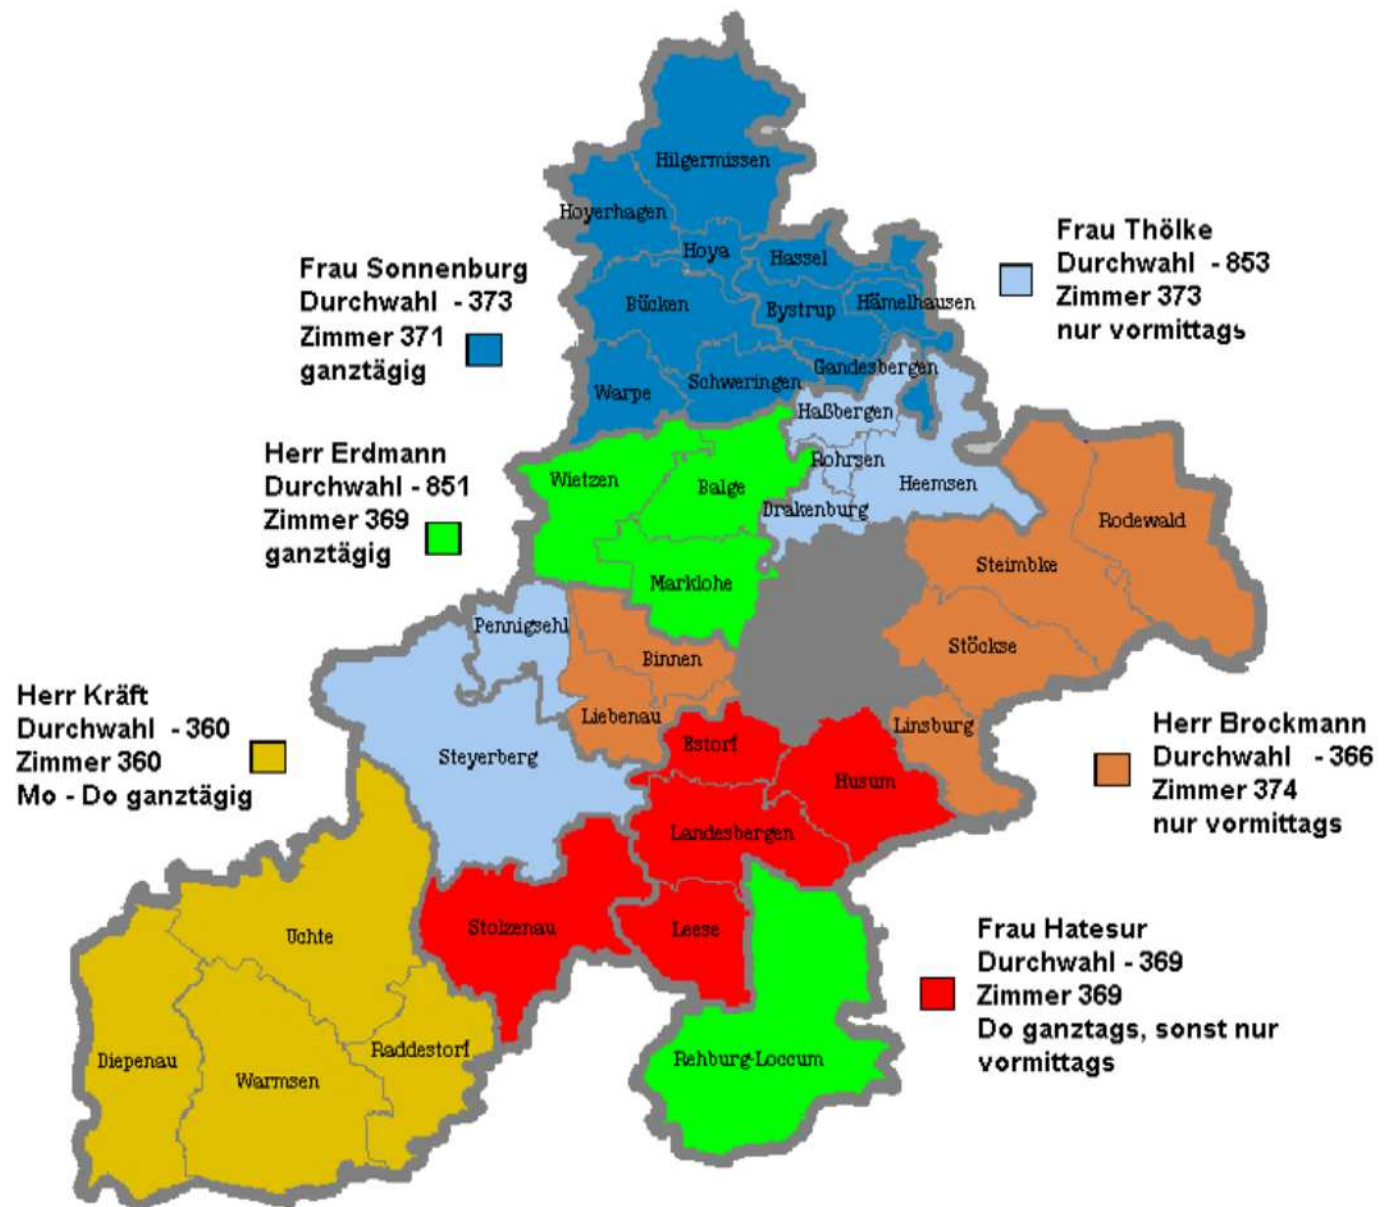 Hilgermissen
Hoyerhagen
Hoya
Hassel
Bücken
Eystrup
Hämelhausen
Gandesbergen
Schweringen
Warpe
Frau Sonnenburg
Durchwahl - 373
Zimmer 371
ganztägig
Frau Thölke
Durchwahl - 853
Zimmer 373
nur vormittags
Haßbergen
Rohrsen
Heemsen
Drakenburg
Herr Erdmann
Durchwahl - 851
Zimmer 369
ganztägig
Wietzen
Balge
Marklohe
Rodewald
Steimbke
Stöckse
Linsburg
Pennigsehl
Binnen
Liebenau
Steyerberg
Herr Kräft
Durchwahl - 360
Zimmer 360
Mo - Do ganztägig
Herr Brockmann
Durchwahl - 366
Zimmer 374
nur vormittags
Estorf
Husum
Landesbergen
Stolzenau
Leese
Uchte
Diepenau
Warmsen
Raddestorf
Rehburg-Loccum
Frau Hatesur
Durchwahl - 369
Zimmer 369
Do ganztags, sonst nur
vormittags